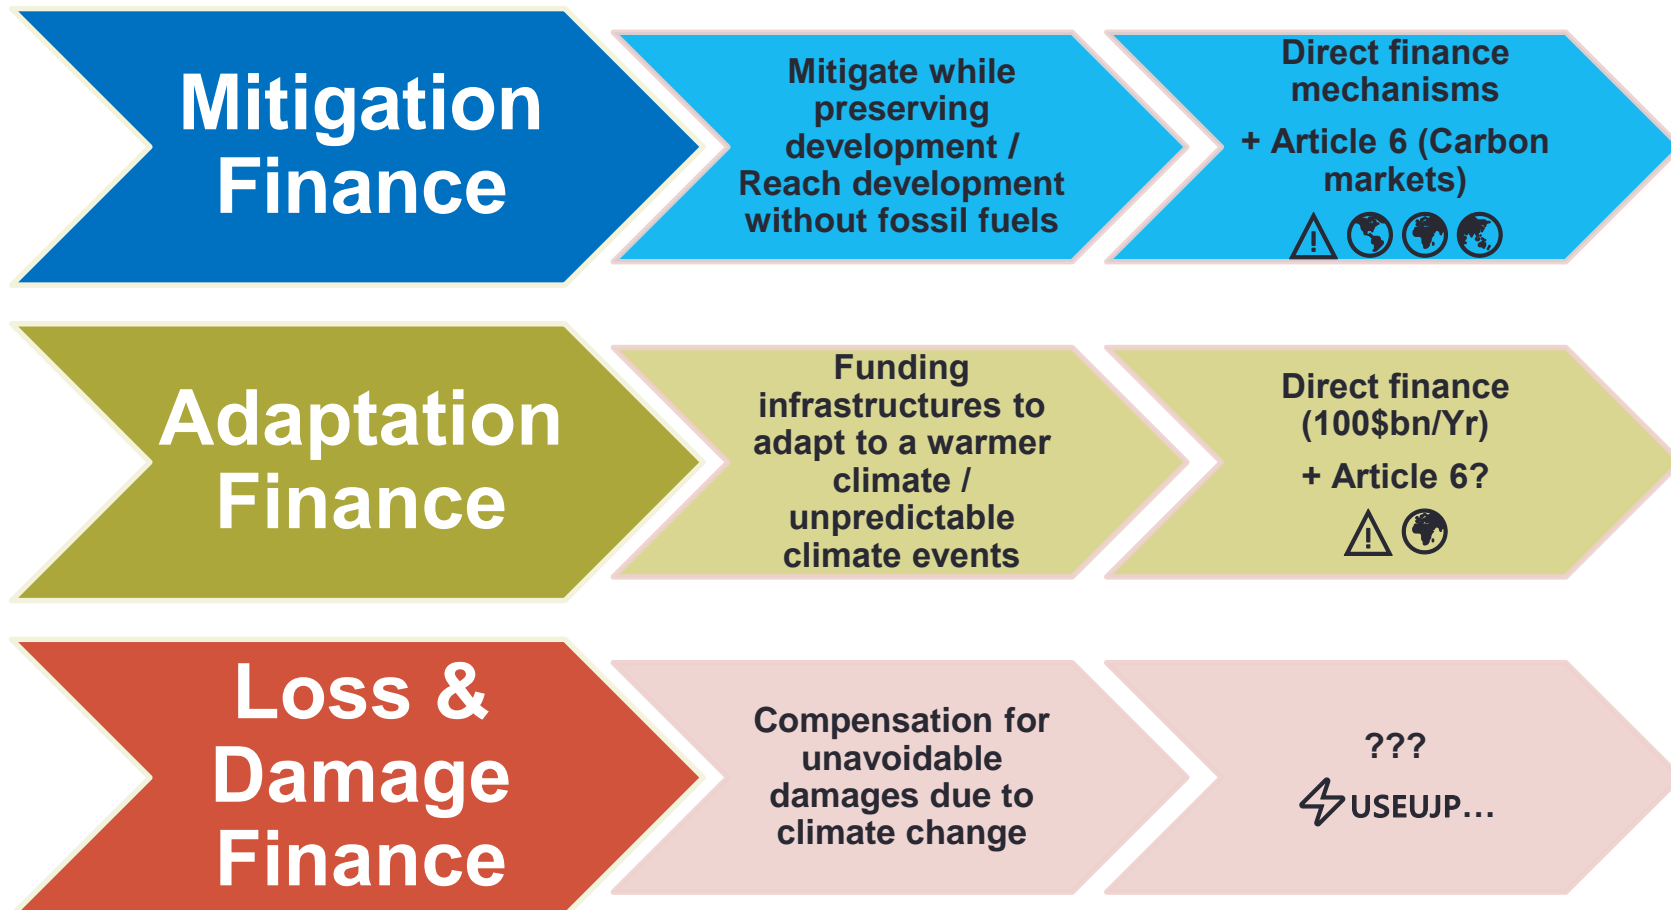 Mitigation
Finance
Mitigate while
preserving
development /
Reach development
without fossil fuels
Direct finance
mechanisms
+ Article 6 (Carbon
markets)
Adaptation
Finance
Funding
infrastructures to
adapt to a warmer
climate /
unpredictable
climate events
Direct finance
(100$bn/Yr)
+ Article 6?
Loss &
Damage
Finance
Compensation for
unavoidable
damages due to
climate change
???
USEUJP...